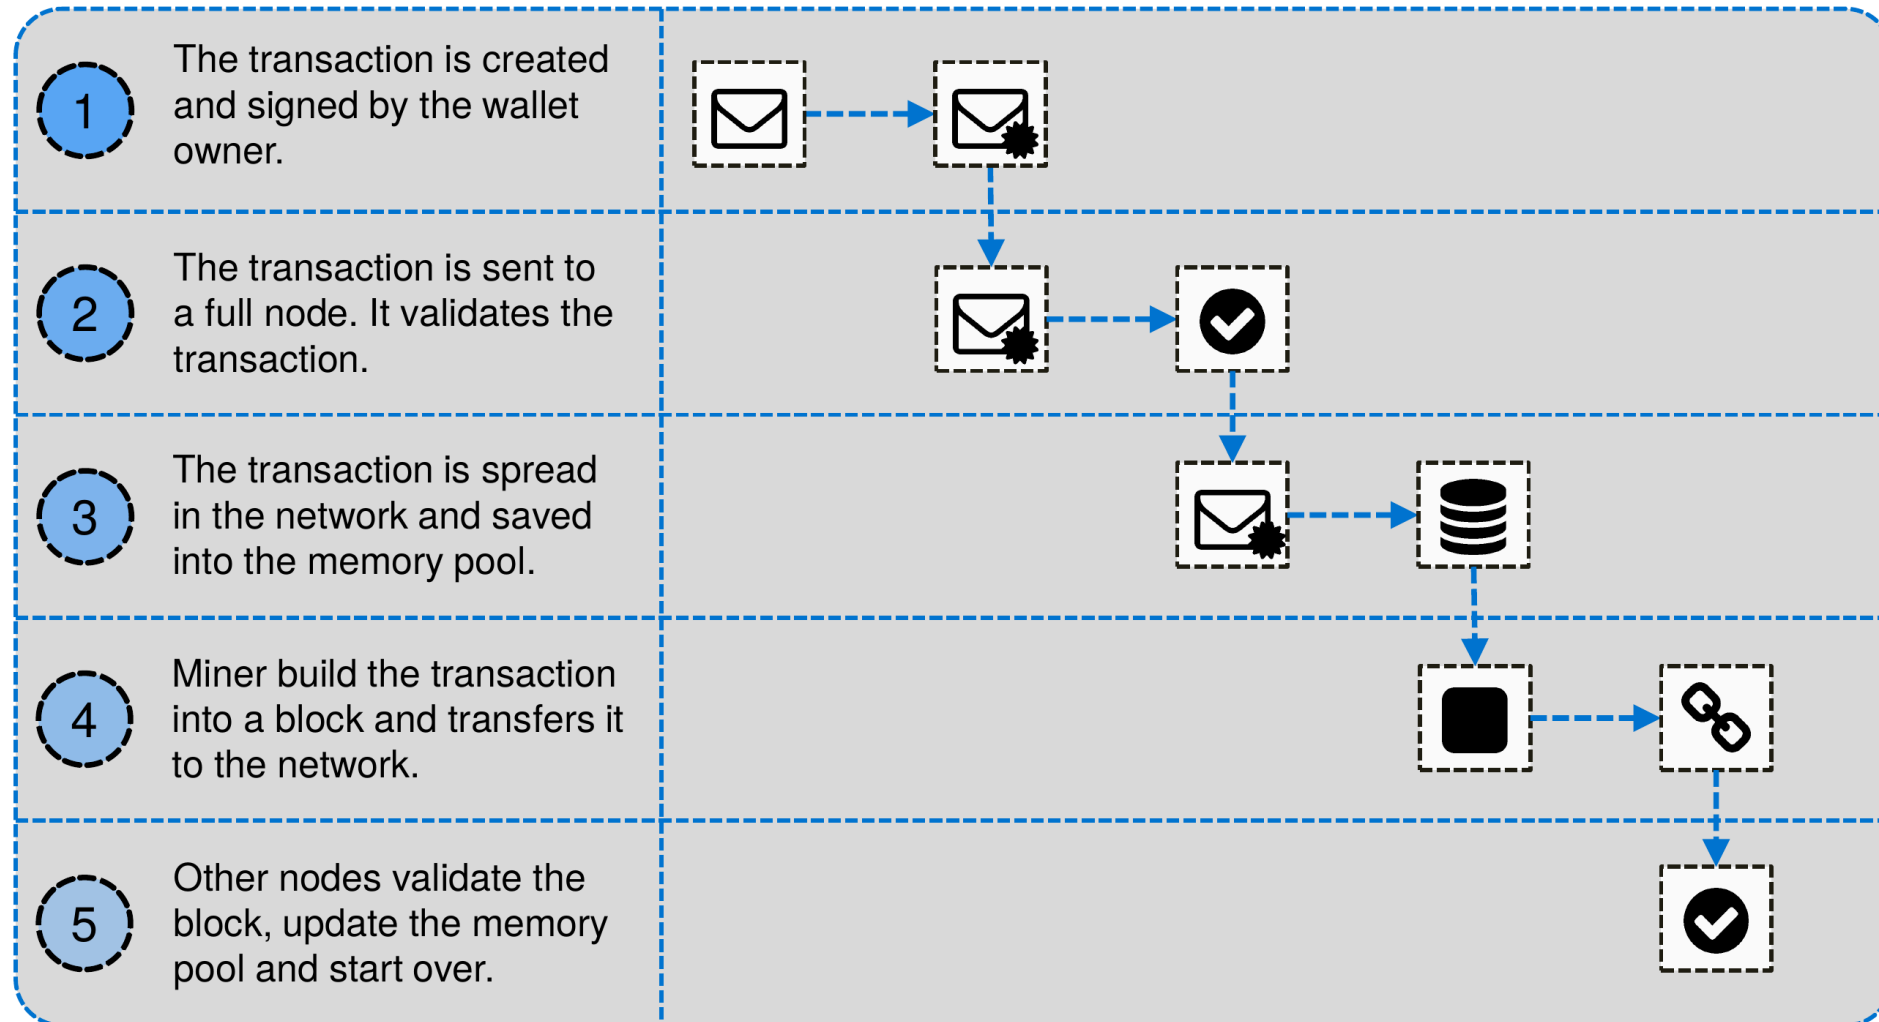 1
The transaction is created
and signed by the wallet
owner.
2
The transaction is sent to
a full node. It validates the
transaction.
3
The transaction is spread
in the network and saved
into the memory pool.
4
Miner build the transaction
into a block and transfers it
to the network.
5
Other nodes validate the
block, update the memory
pool and start over.